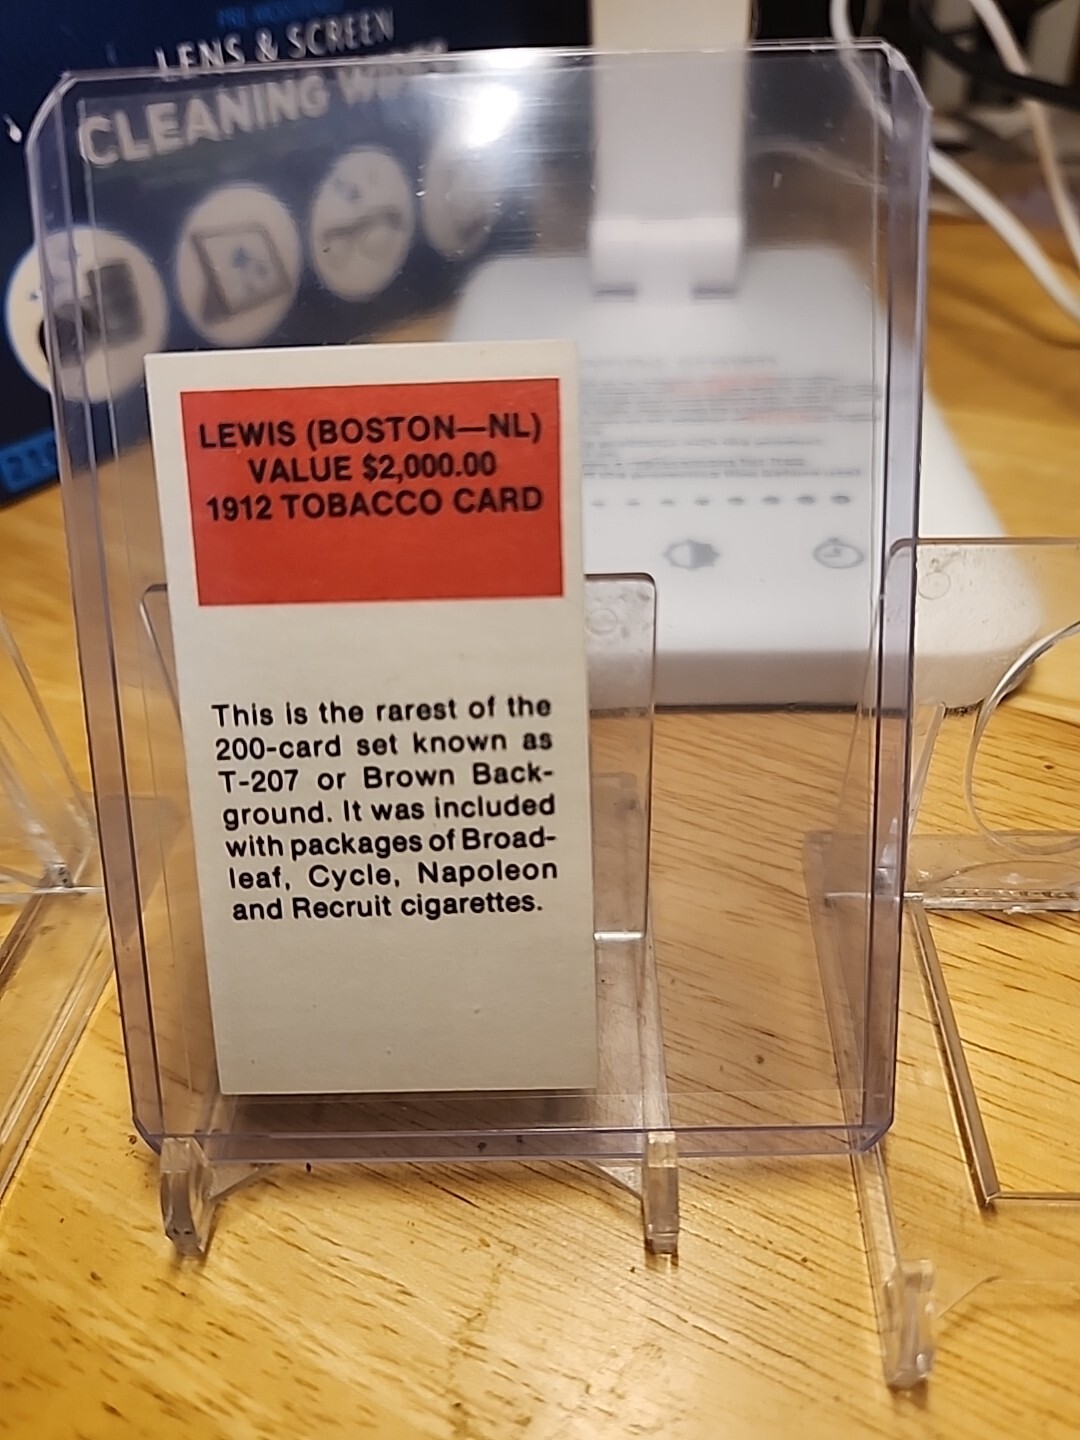 LENS & SCREEN
CLEANING
LEWIS (BOSTON—NL)
VALUE $2,000.00
1912 TOBACCO CARD
This is the rarest of the
200-card set known as
T-207 or Brown Back-
ground. It was included
with packages of Broad-
leaf, Cycle, Napoleon
and Recruit cigarettes.